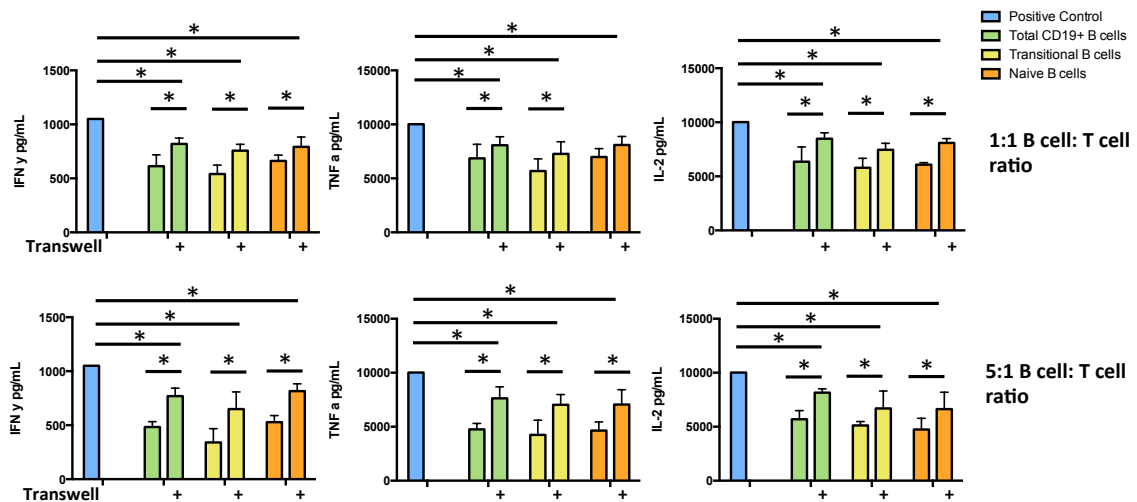 Positive Control
Total CD19+ B cells
Transitional B cells
Naive B cells
* * *
* * *
* * *
* * * * * * * *
1500
1000
500
0
IFN y pg/mL
Transwell + + +
15000
10000
5000
0
TNF a pg/mL
+ + +
15000
10000
5000
0
IL-2 pg/mL
+ + +
1:1 B cell: T cell
ratio
* * *
* * *
* * *
* * * * * * * * *
1500
1000
500
0
IFN y pg/mL
Transwell + + +
15000
10000
5000
0
TNF a pg/mL
+ + +
15000
10000
5000
0
IL-2 pg/mL
+ + +
5:1 B cell: T cell
ratio